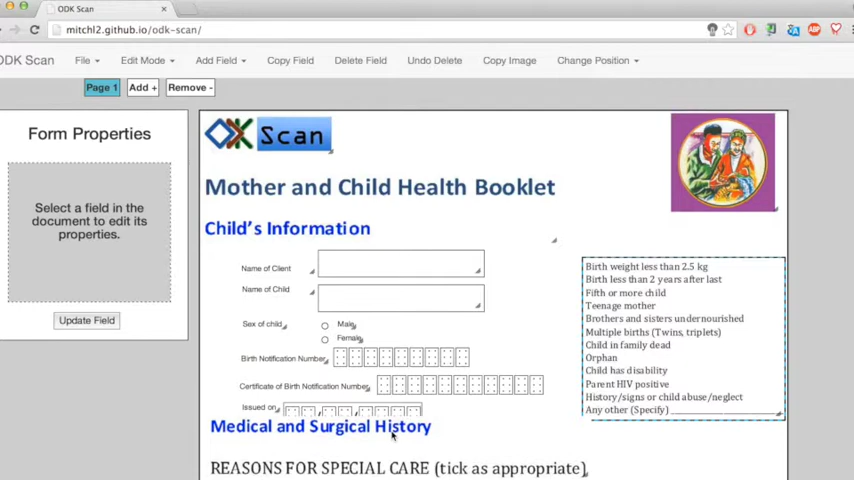 ODK Scan
mitchl2.github.io/odk-scan/
ODK Scan
File
Edit Mode
Add Field
Copy Field
Delete Field
Undo Delete
Copy Image
Change Position
Page 1
Add +
Remove -
Form Properties
Select a field in the
document to edit its
properties.
Update Field
ODK Scan
Mother and Child Health Booklet
Child's Information
Name of Client
Name of Child
Sex of child
Male
Female
Birth Notification Number
Certificate of Birth Notification Number
Issued on
Birth weight less than 2.5 kg
Birth less than 2 years after last
Fifth or more child
Teenage mother
Brothers and sisters undernourished
Multiple births (Twins, triplets)
Child in family dead
Orphan
Child has disability
Parent HIV positive
History/signs or child abuse/neglect
Any other (Specify)
Medical and Surgical History
REASONS FOR SPECIAL CARE (tick as appropriate)